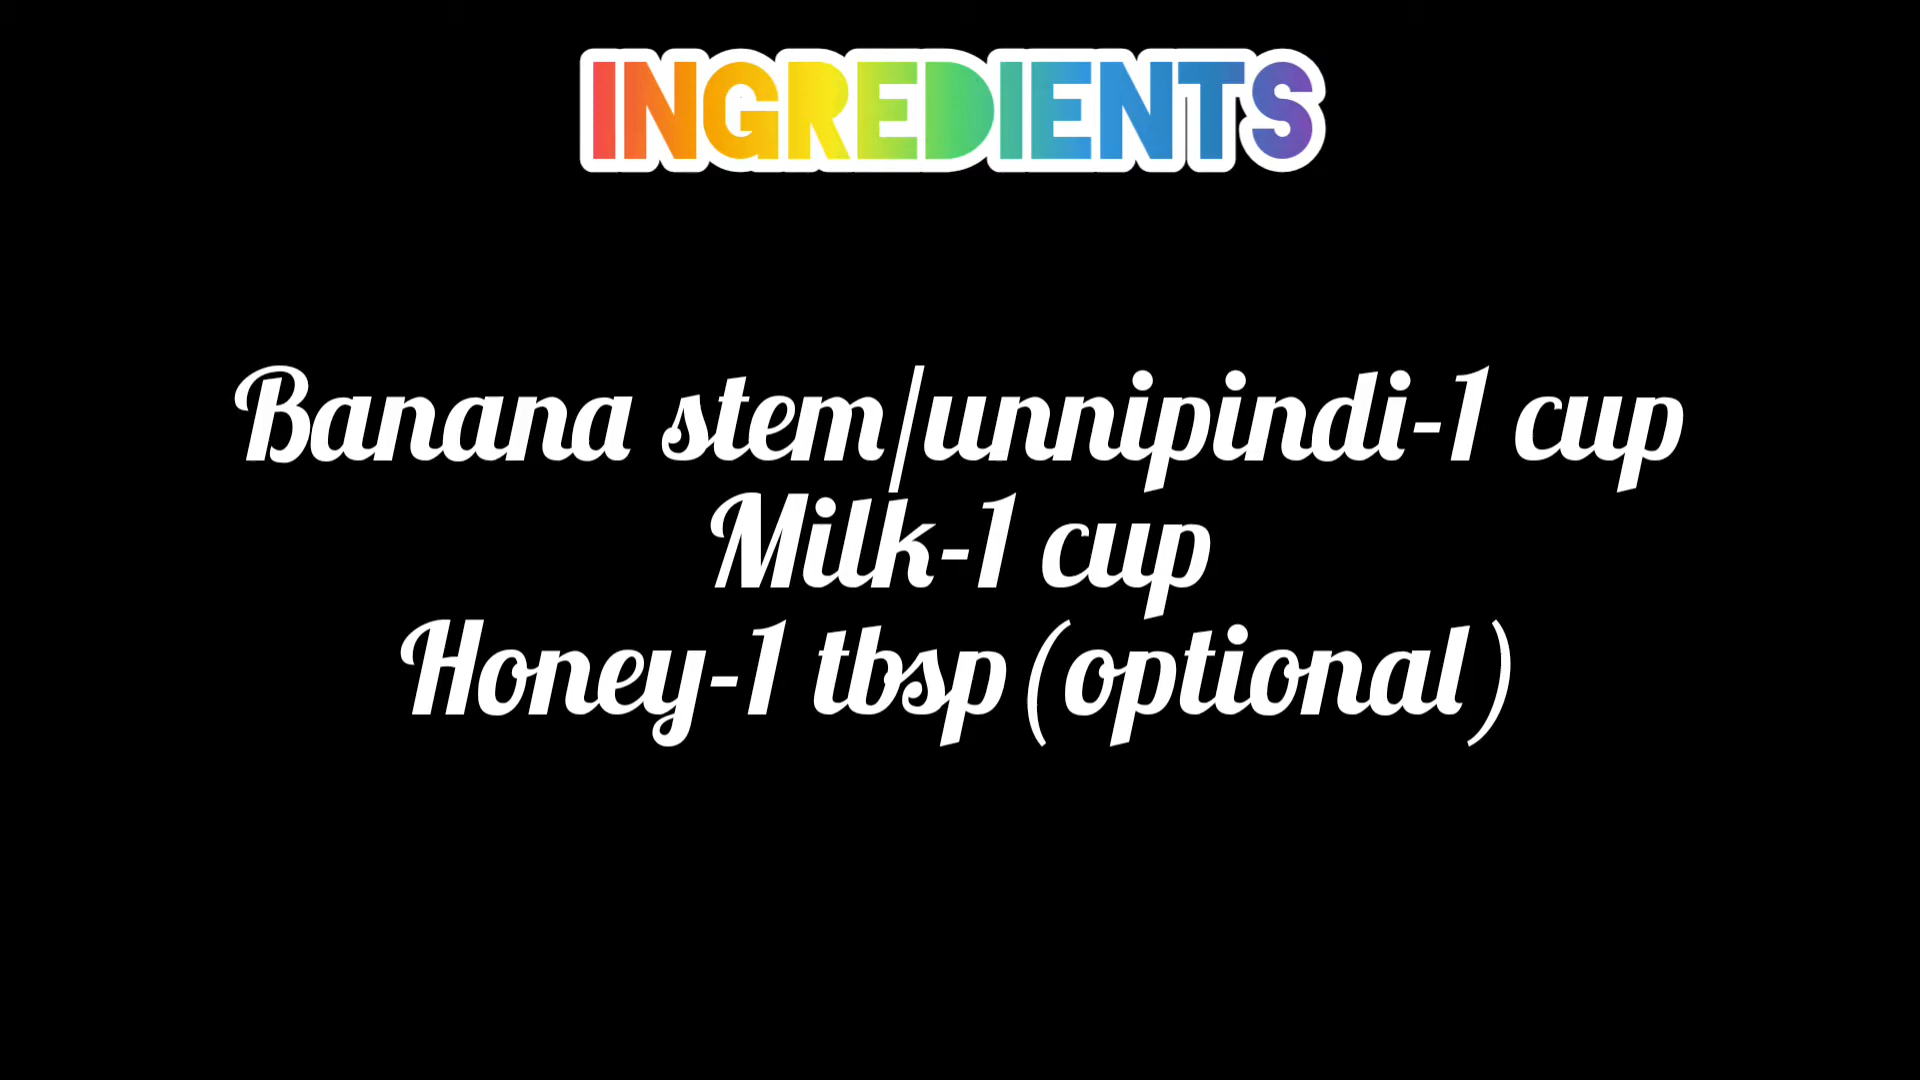 INGREDIENTS
Banana stem/unnipindi-1 cup
Milk-1 cup
Honey-1 tbsp(optional)